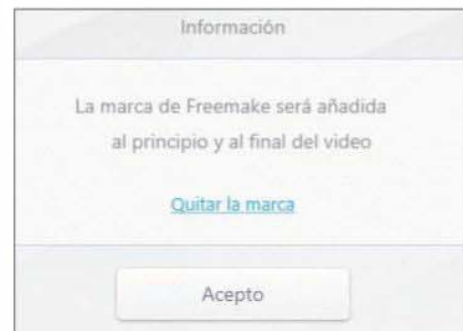 Información
La marca de Freemake será añadida
al principio y al final del video
Quitar la marca
Acepto